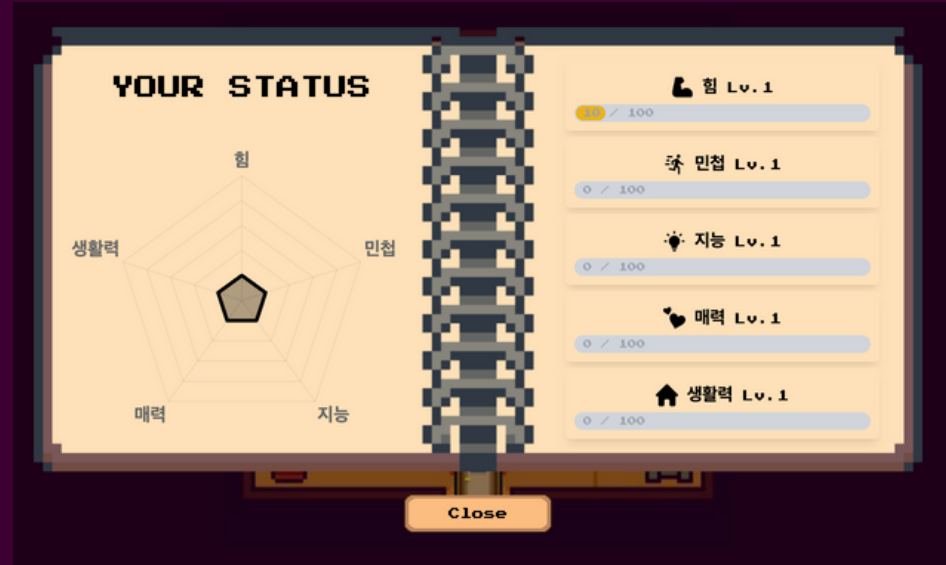 YOUR STATUS
힘
생활력
민첩
매력
지능
힘 Lv.1
10 / 100
민첩 Lv.1
0 / 100
지능 Lv.1
0 / 100
매력 Lv.1
0 / 100
생활력 Lv.1
0 / 100
Close